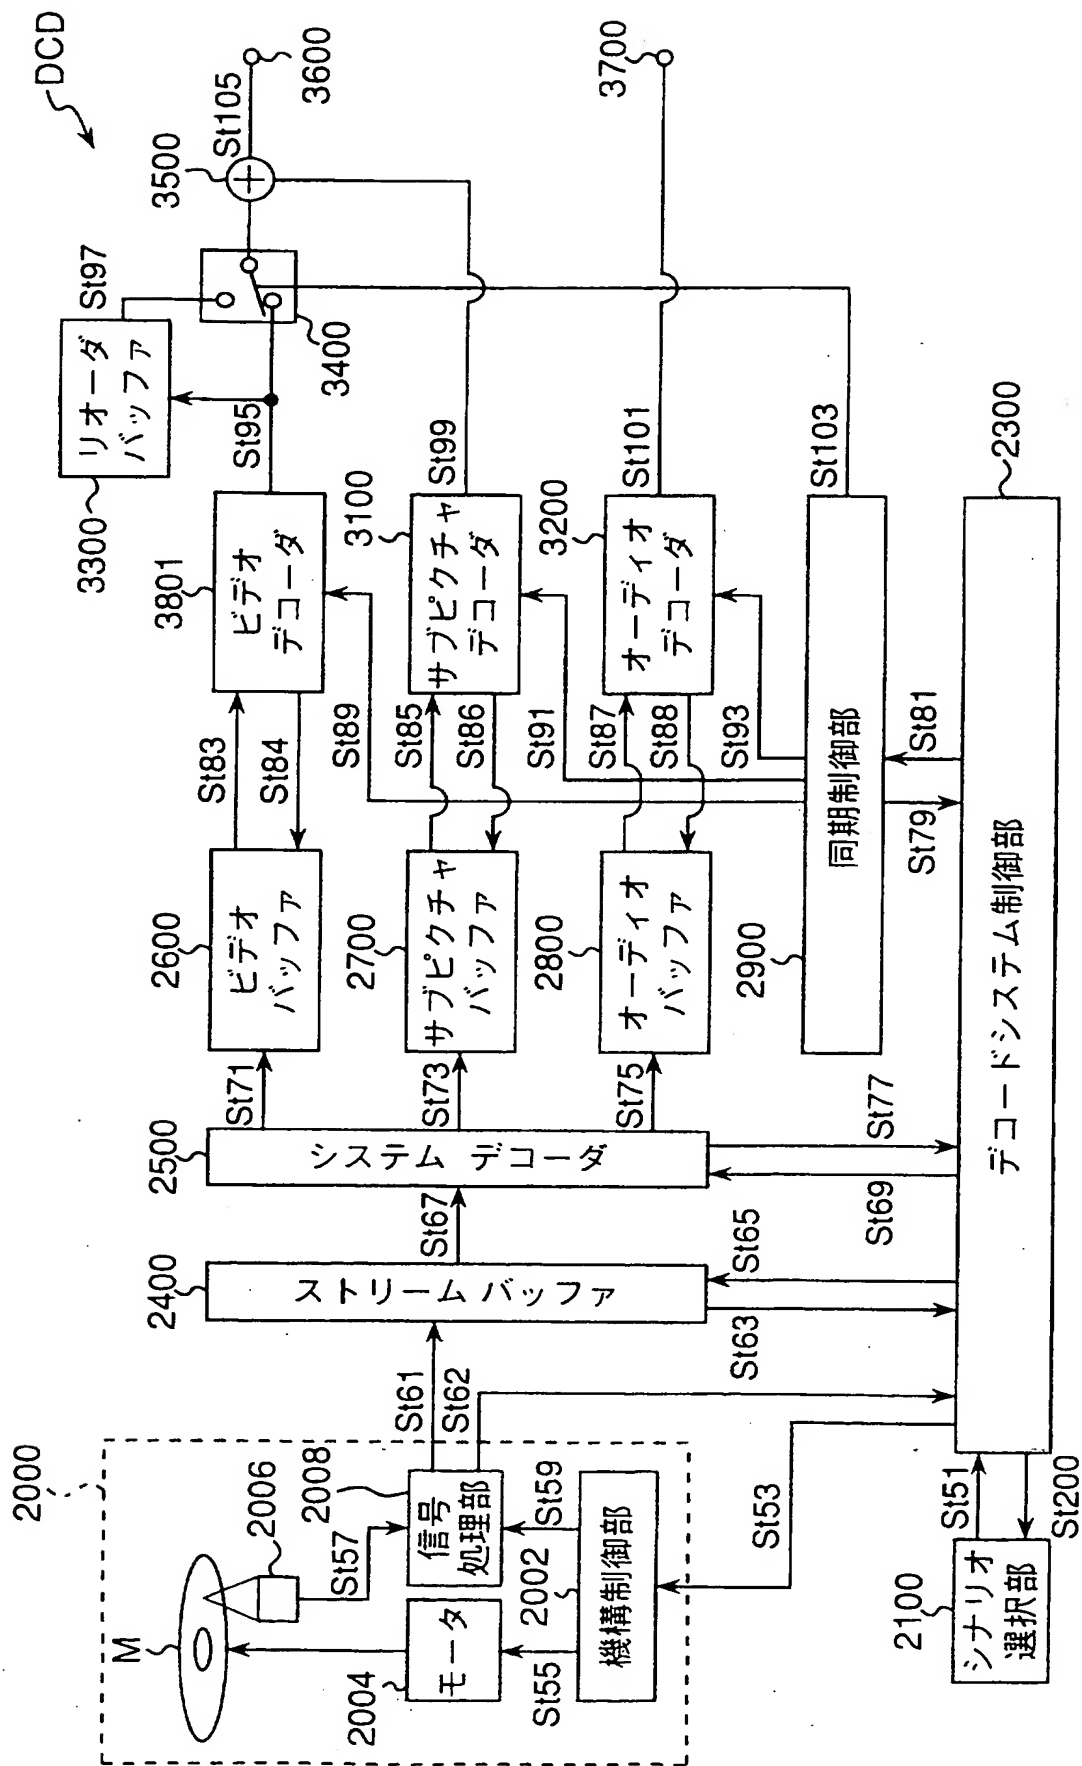 DCD
2000
M
2006
2008
信号
処理部
St57
モータ
2004
St55
2002
St59
機構制御部
St61
St62
St53
2100
シナリオ
選択部
St51
St200
2400
ストリーム バッファ
St63
St65
St67
2500
システム デコーダ
St69
St77
St71
St73
St75
2600
ビデオ
バッファ
2700
サブピクチャ
バッファ
2800
オーディオ
バッファ
2900
同期制御部
St79
St81
2300
デコードシステム制御部
St83
St84
St89
St85
St86
St91
St87
St88
St93
3801
ビデオ
デコーダ
3100
サブピクチャ
デコーダ
3200
オーディオ
デコーダ
St95
St99
St101
St103
3300
リオーダ
バッファ
St97
3400
3500
St105
3600
3700